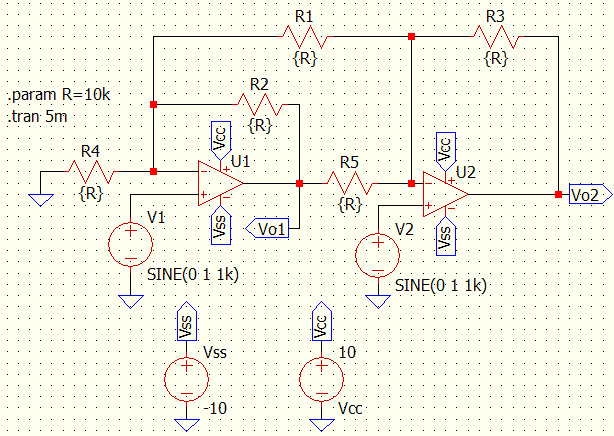 R1
{R}
R3
{R}
R2
{R}
.param R=10k
.tran 5m
R4
{R}
Vcc
U1
Vss
R5
{R}
Vcc
U2
Vss
Vo1
Vo2
V1
SINE(0 1 1k)
V2
SINE(0 1 1k)
Vss
Vss
-10
Vcc
10
Vcc